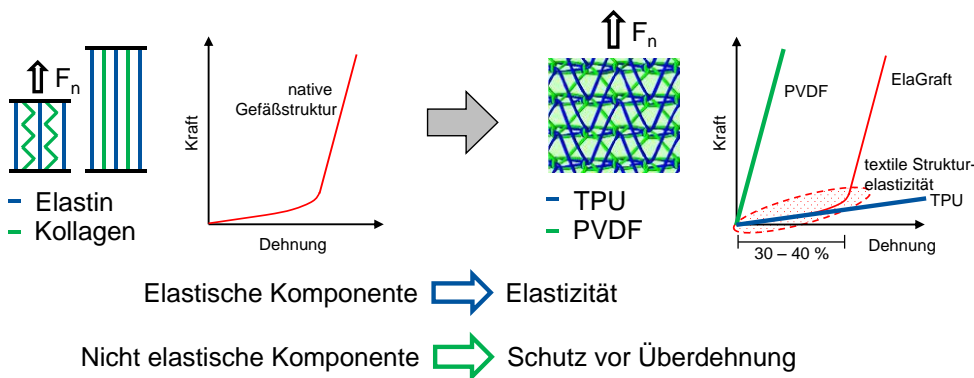 Fn
Elastin
Kollagen
Kraft
native
Gefäßstruktur
Dehnung
Fn
TPU
PVDF
Kraft
PVDF
ElaGraft
textile Struktur-
elastizität
TPU
Dehnung
30 – 40 %
Elastische Komponente
Elastizität
Nicht elastische Komponente
Schutz vor Überdehnung